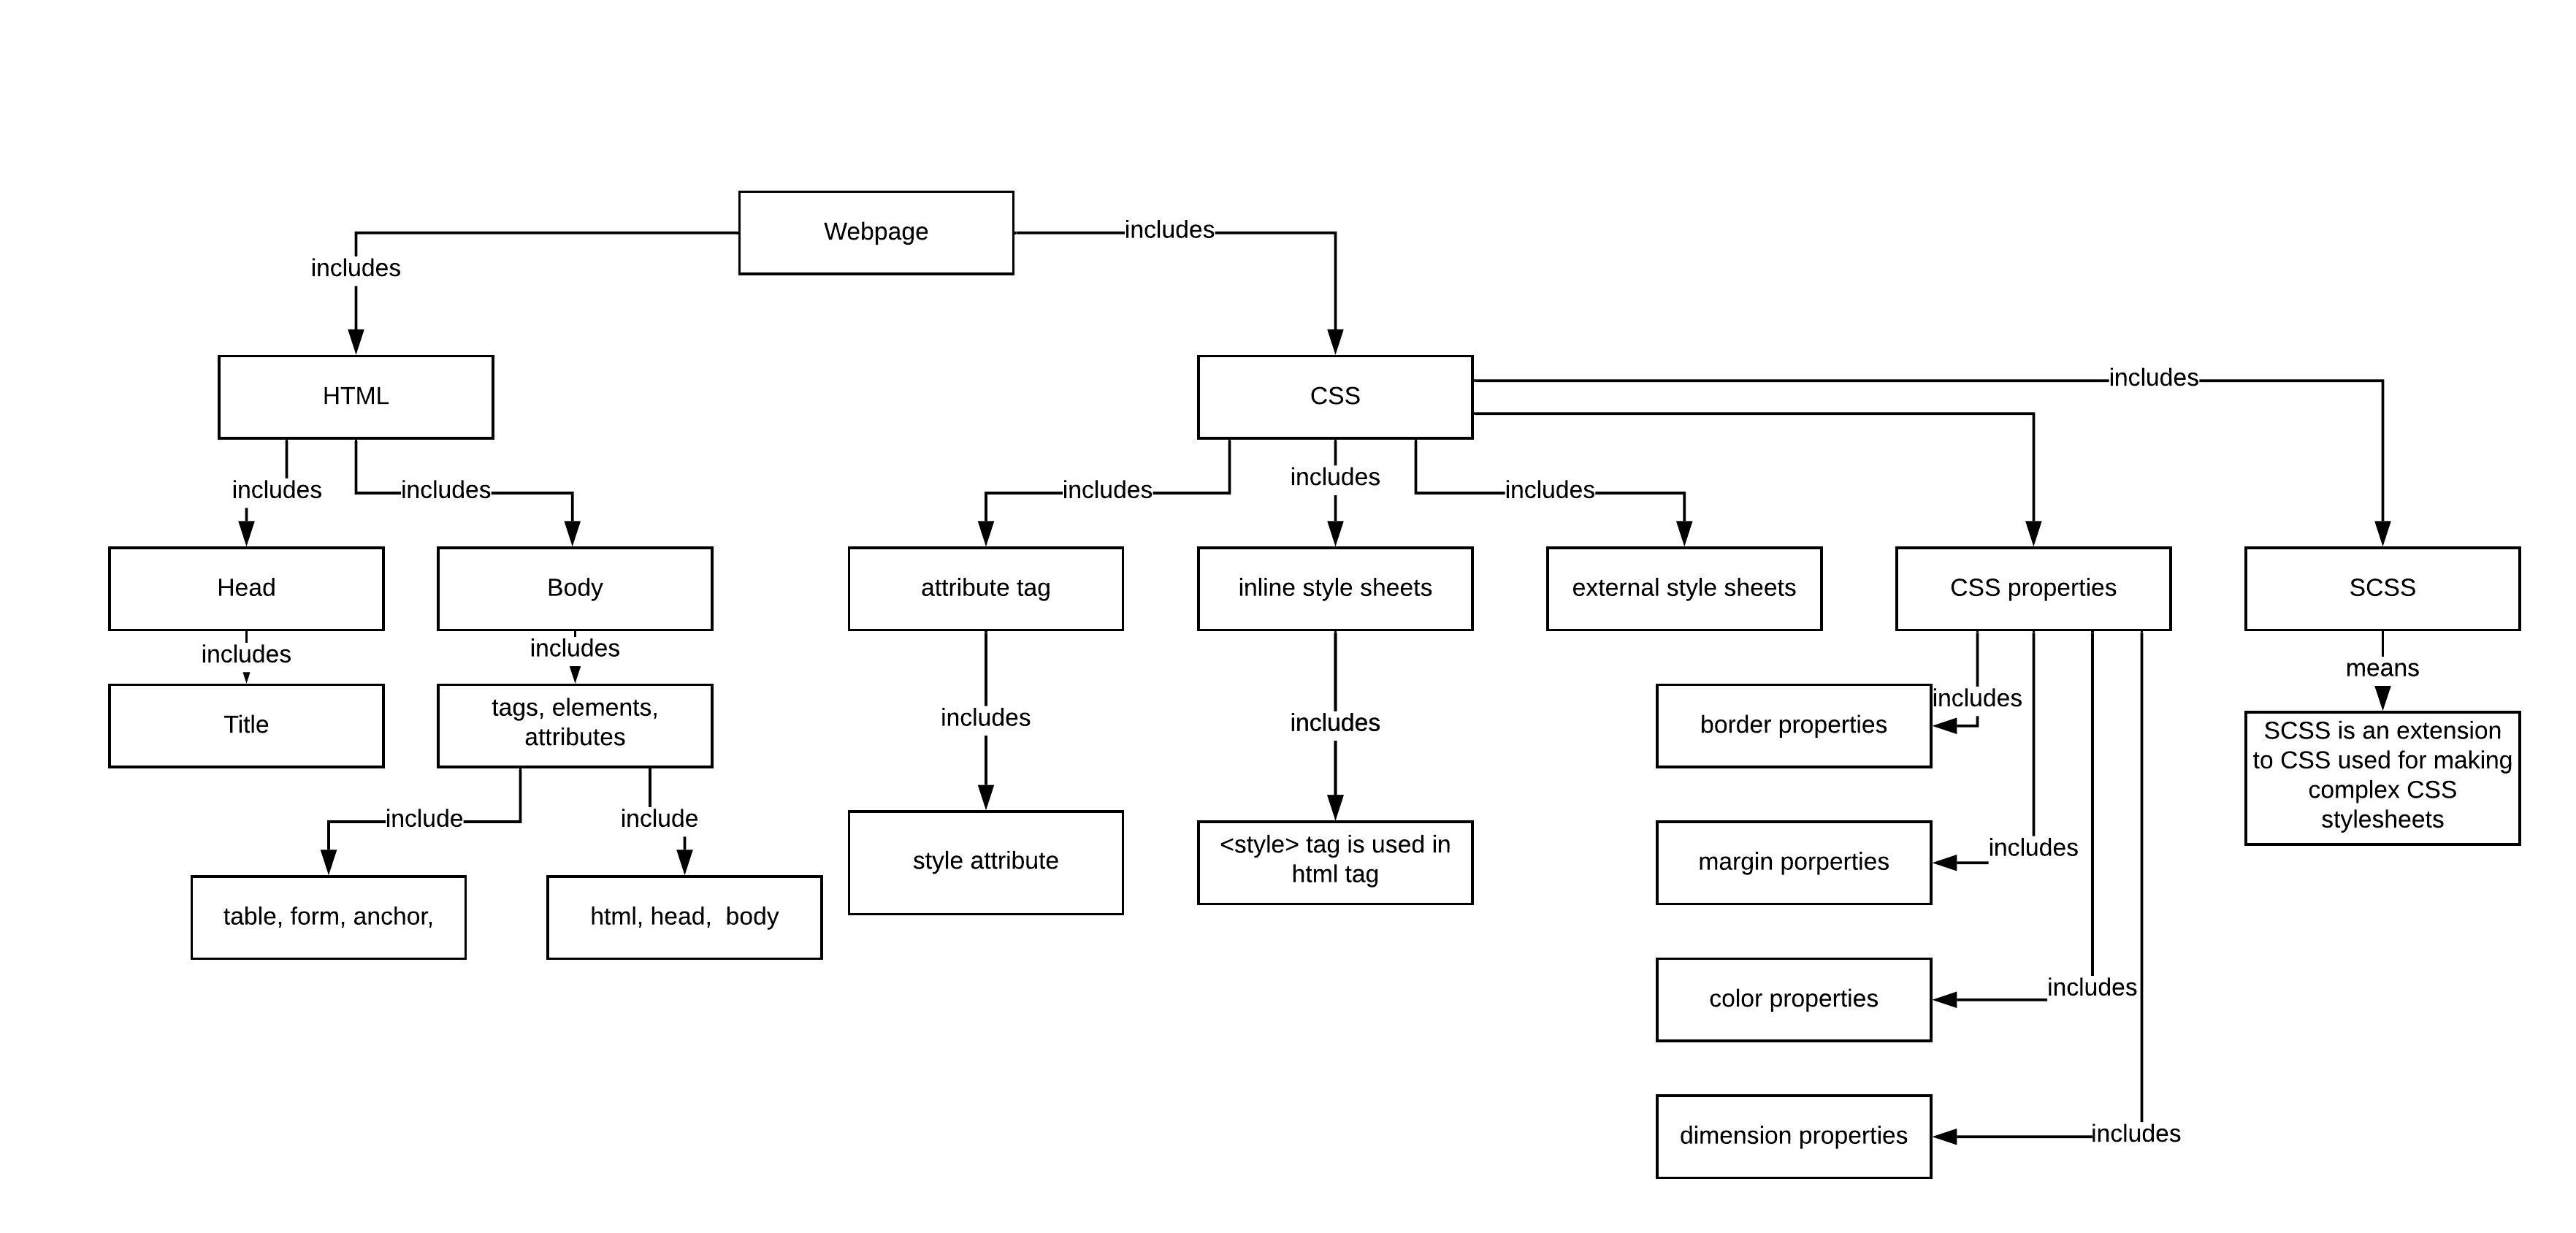 Webpage
includes
includes
HTML
CSS
includes
includes
includes
includes
includes
includes
Head
Body
attribute tag
inline style sheets
external style sheets
CSS properties
SCSS
includes
includes
includes
includes
includes
means
Title
tags, elements,
attributes
border properties
SCSS is an extension
to CSS used for making
complex CSS
stylesheets
include
include
style attribute
<style> tag is used in
html tag
margin porperties
includes
table, form, anchor,
html, head,  body
color properties
includes
dimension properties
includes